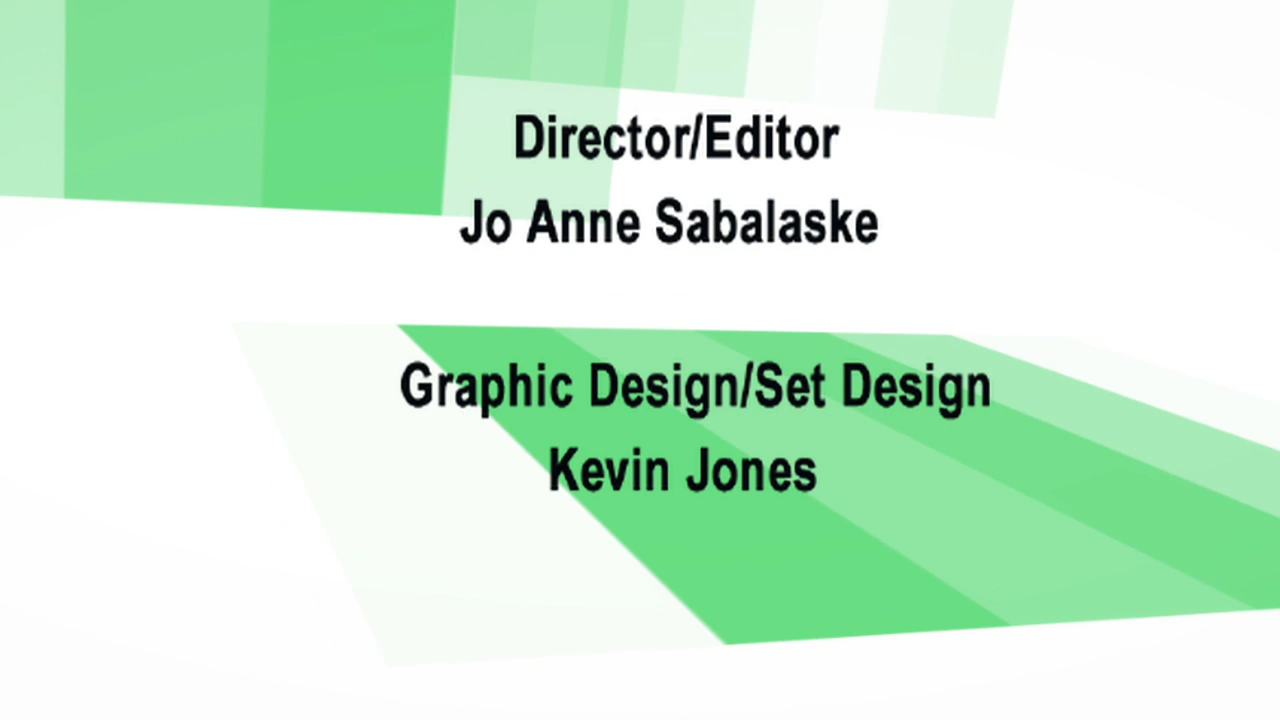 Director/Editor
Jo Anne Sabalaske
Graphic Design/Set Design
Kevin Jones